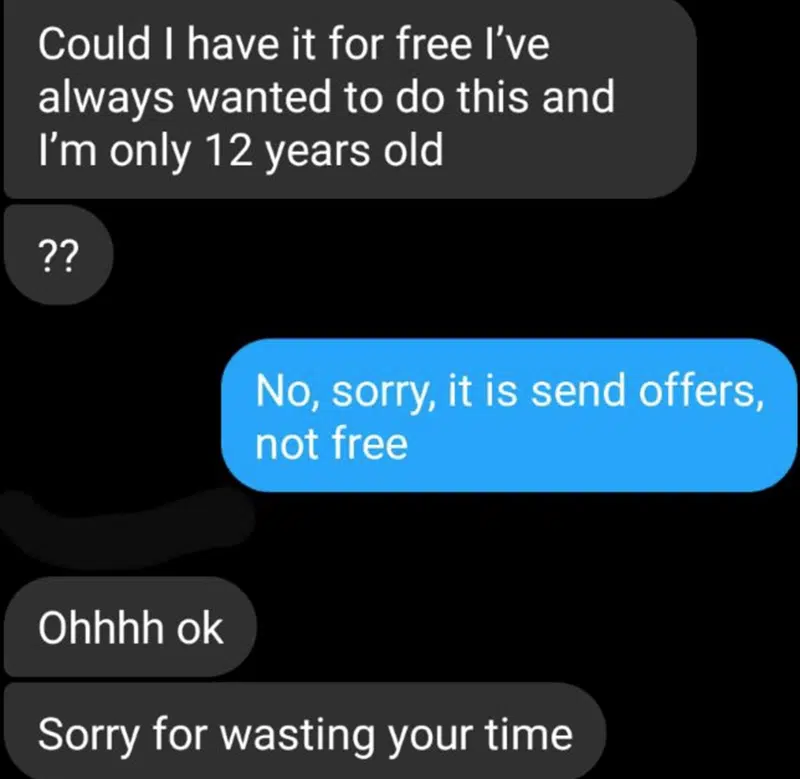 Could I have it for free I’ve
always wanted to do this and
I’m only 12 years old
??
No, sorry, it is send offers,
not free
Ohhhh ok
Sorry for wasting your time